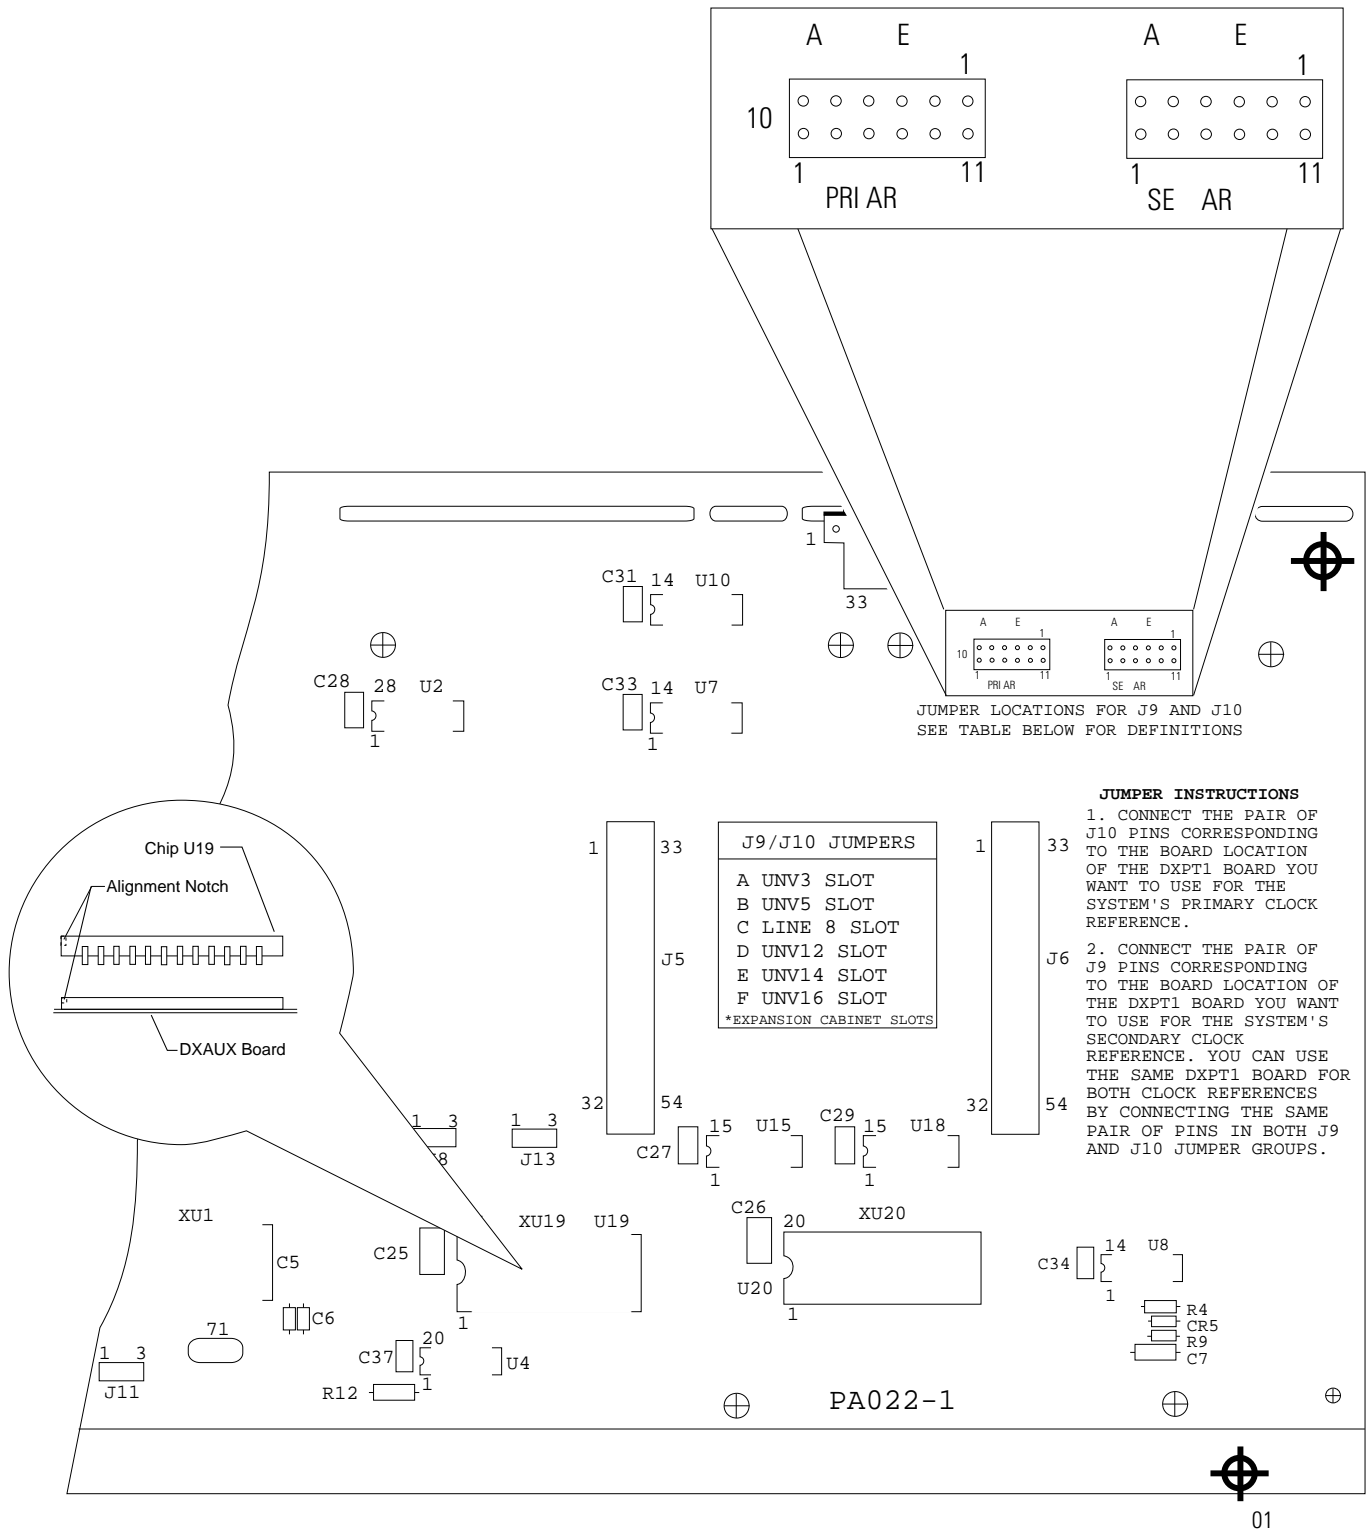 A E A E
1 1
10
1 11 1 11
PRI AR SE AR
1
33
C31 14 U10
A E A E
1 1
10
1 11 1 11
PRI AR SE AR
C28 28 U2
1
C33 14 U7
1
JUMPER LOCATIONS FOR J9 AND J10
SEE TABLE BELOW FOR DEFINITIONS
Chip U19
Alignment Notch
DXAUX Board
1 33
J5
32 54
J9/J10 JUMPERS
A UNV3 SLOT
B UNV5 SLOT
C LINE 8 SLOT
D UNV12 SLOT
E UNV14 SLOT
F UNV16 SLOT
*EXPANSION CABINET SLOTS
1 33
J6
32 54
JUMPER INSTRUCTIONS
1. CONNECT THE PAIR OF
J10 PINS CORRESPONDING
TO THE BOARD LOCATION
OF THE DXPT1 BOARD YOU
WANT TO USE FOR THE
SYSTEM'S PRIMARY CLOCK
REFERENCE.
2. CONNECT THE PAIR OF
J9 PINS CORRESPONDING
TO THE BOARD LOCATION OF
THE DXPT1 BOARD YOU WANT
TO USE FOR THE SYSTEM'S
SECONDARY CLOCK
REFERENCE. YOU CAN USE
THE SAME DXPT1 BOARD FOR
BOTH CLOCK REFERENCES
BY CONNECTING THE SAME
PAIR OF PINS IN BOTH J9
AND J10 JUMPER GROUPS.
1 3
8
1 3
J13
C27 15 U15
1
C29 15 U18
1
XU1
C5
C6
71
1 3
J11
C25
XU19 U19
1
C26 20 XU20
U20
1
C34 14 U8
1
R4
CR5
R9
C7
C37 20 U4
1
R12
PA022-1
01